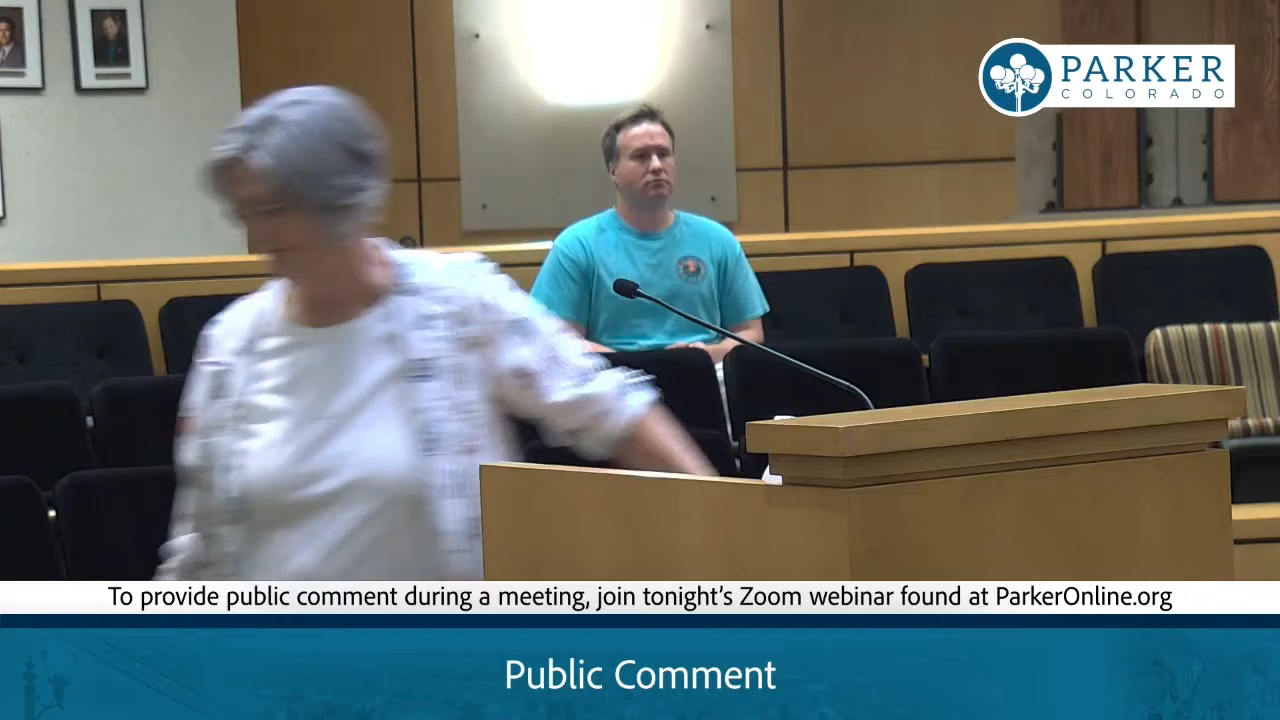 PARKER
COLORADO
To provide public comment during a meeting, join tonight's Zoom webinar found at ParkerOnline.org
Public Comment